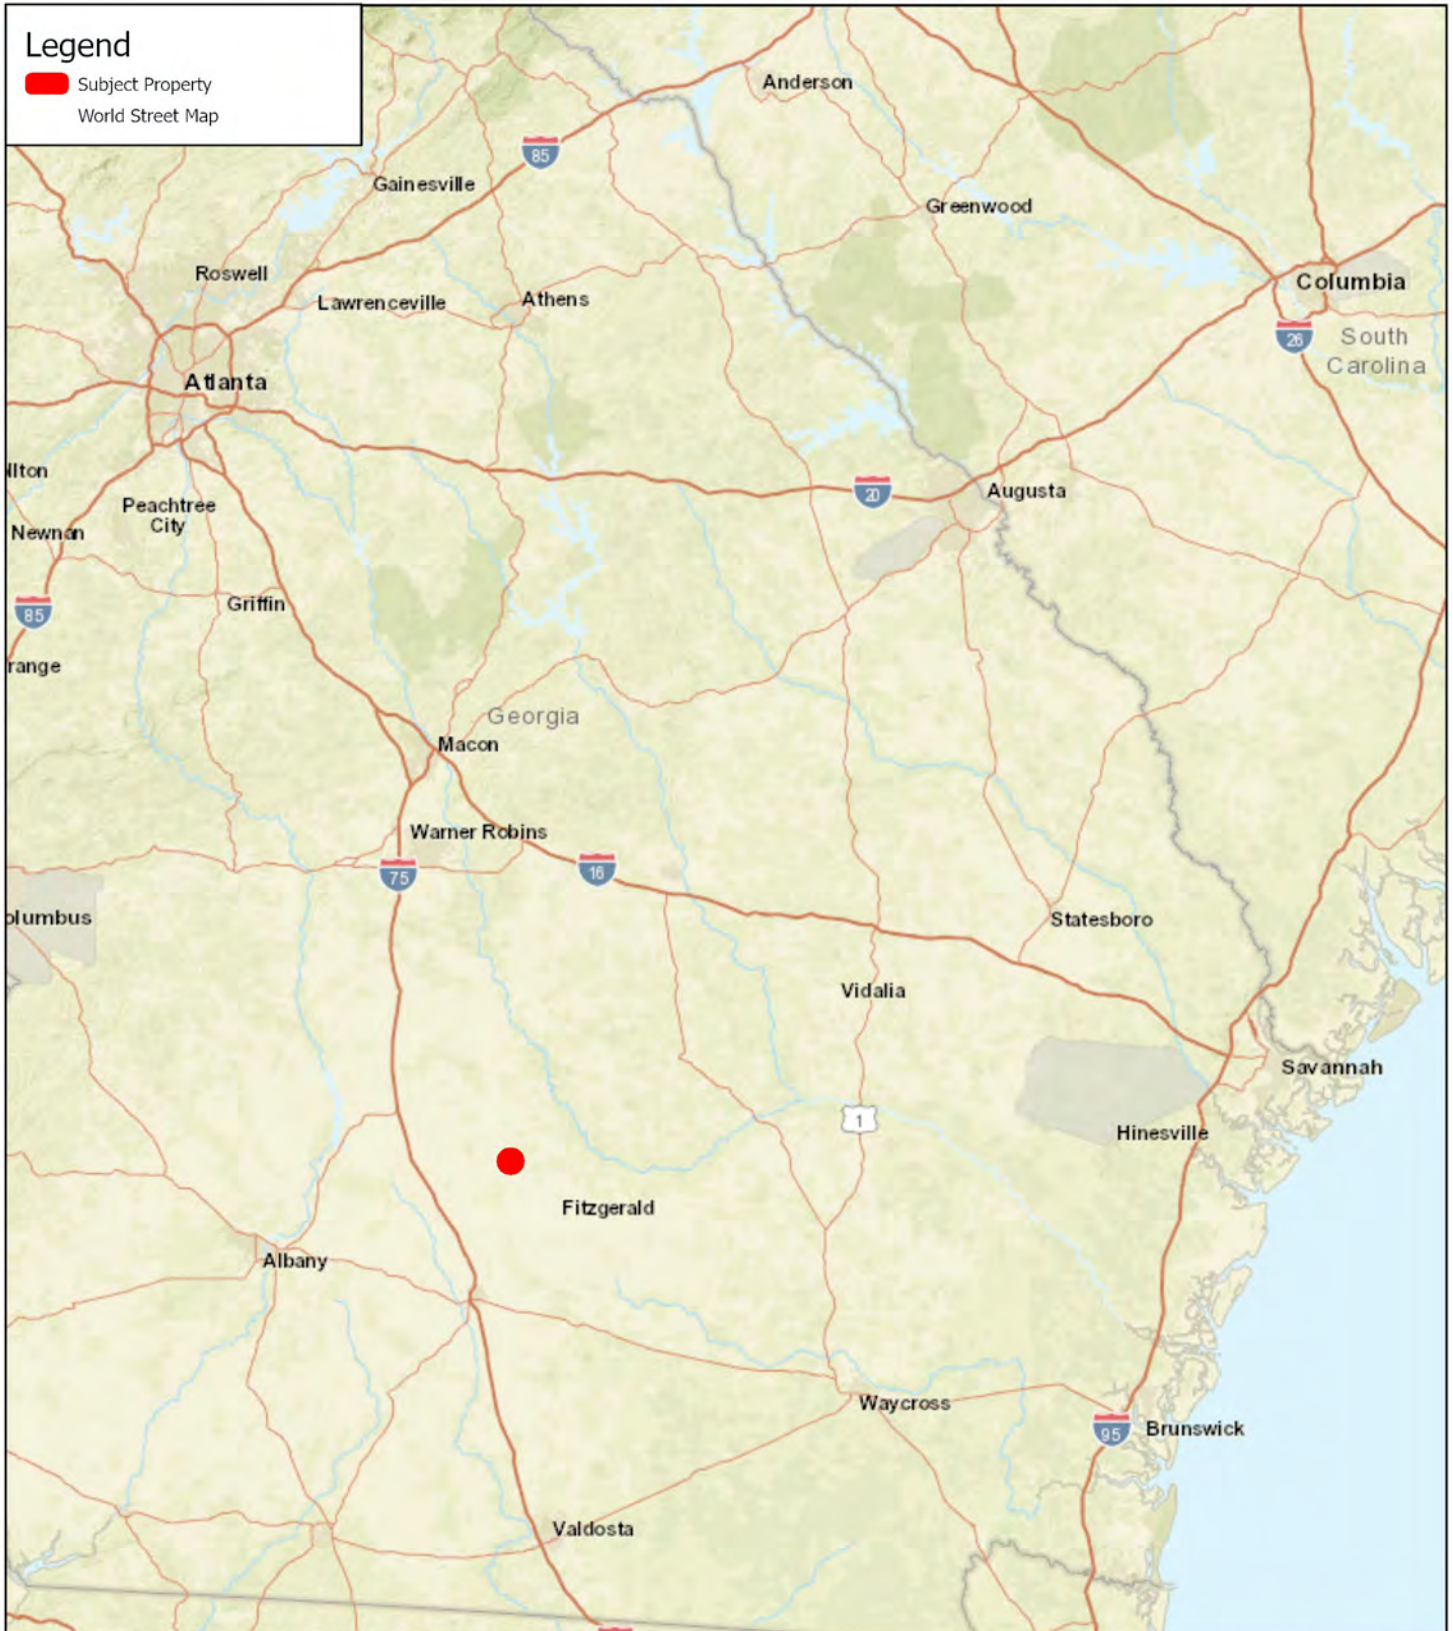 Legend
Subject Property
World Street Map
Anderson
85
Gainesville
Greenwood
Roswell
Columbia
Lawrenceville
Athens
26
South
Carolina
Atlanta
llton
20
Augusta
Peachtree
City
Newnan
Griffin
85
range
Georgia
Macon
Warner Robins
75
16
olumbus
Statesboro
Vidalia
Savannah
1
Hinesville
Fitzgerald
Albany
Waycross
95
Brunswick
Valdosta